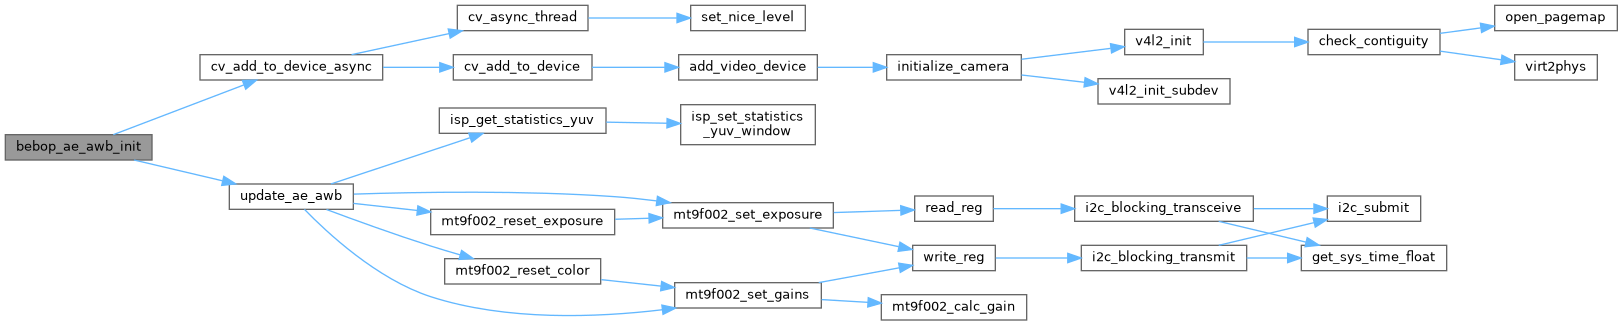 bebop_ae_awb_init
cv_add_to_device_async
cv_async_thread
set_nice_level
cv_add_to_device
add_video_device
initialize_camera
v4l2_init
check_contiguity
open_pagemap
virt2phys
v4l2_init_subdev
update_ae_awb
isp_get_statistics_yuv
isp_set_statistics
_yuv_window
mt9f002_reset_exposure
mt9f002_set_exposure
read_reg
i2c_blocking_transceive
i2c_submit
get_sys_time_float
write_reg
i2c_blocking_transmit
mt9f002_reset_color
mt9f002_set_gains
mt9f002_calc_gain